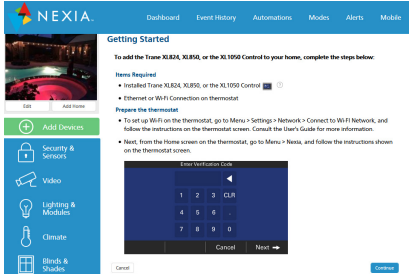 NEXIA
Dashboard Event History Automations Modes Alerts Mobile
Getting Started
To add the Trane XL824, XL850, or the XL1050 Control to your home, complete the steps below:
Items Required
• Installed Trane XL824, XL850, or the XL1050 Control
• Ethernet or Wi-Fi Connection on thermostat
Prepare the thermostat
• To set up Wi-Fi on the thermostat, go to Menu > Settings > Network > Connect to Wi-Fi Network, and
follow the instructions on the thermostat screen. Consult the User's Guide for more information.
• Next, from the Home screen on the thermostat, go to Menu > Nexia, and follow the instructions shown
on the thermostat screen.
Edit Add Home
Add Devices
Security &
Sensors
Video
Lighting &
Modules
Climate
Blinds &
Shades
Enter Verification Code
1 2 3 CLR
4 5 6 .
7 8 9 0
Cancel Next
Cancel Continue